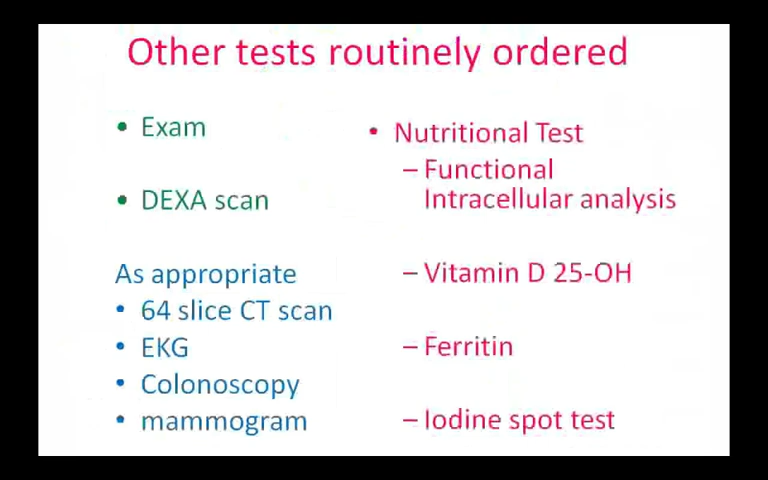 Other tests routinely ordered
• Exam
• DEXA scan
As appropriate
• 64 slice CT scan
• EKG
• Colonoscopy
• mammogram
• Nutritional Test
– Functional
Intracellular analysis
– Vitamin D 25-OH
– Ferritin
– Iodine spot test